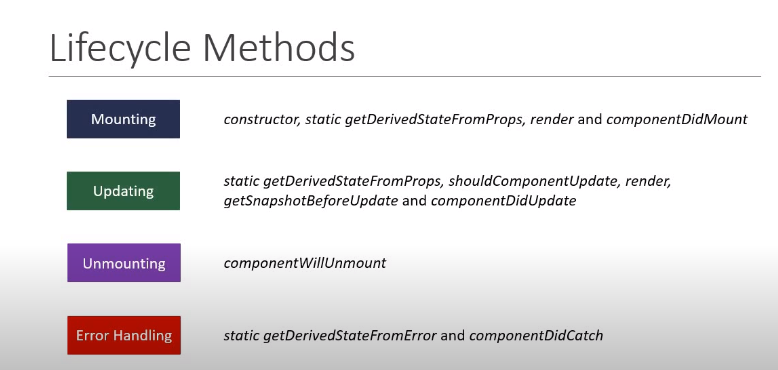 Lifecycle Methods
Mounting
constructor, static getDerivedStateFromProps, render and componentDidMount
Updating
static getDerivedStateFromProps, shouldComponentUpdate, render,
getSnapshotBeforeUpdate and componentDidUpdate
Unmounting
componentWillUnmount
Error Handling
static getDerivedStateFromError and componentDidCatch